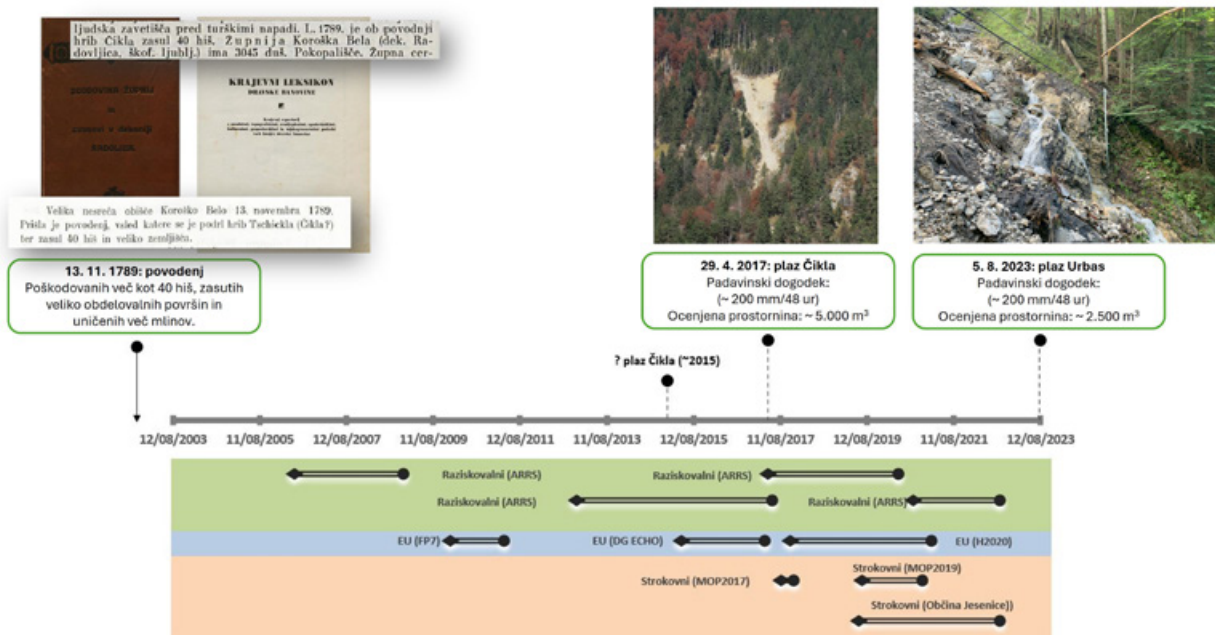 ljudska zavetišča pred turškimi napadi. L. 1789. je ob povodnji
hrib Čikla zasul 40 hiš. Župnija Koroška Bela (dek. Ra-
dovljica, škof. ljublj.) ima 3045 duš. Pokopališče. Župna cer-
KRAJEVNI LEKSIKON
DRAVSKE BANOVINE
Velika nesreča obišče Koroško Belo 13. novembra 1789.
Prišla je povodenj, vsled katere se je podrl hrib Tschickla (Čikla?)
ter zasul 40 hiš in veliko zemljišča.
13. 11. 1789: povodenj
Poškodovanih več kot 40 hiš, zasutih
veliko obdelovalnih površin in
uničenih več mlinov.
29. 4. 2017: plaz Čikla
Padavinski dogodek:
(~ 200 mm/48 ur)
Ocenjena prostornina: ~ 5.000 m³
5. 8. 2023: plaz Urbas
Padavinski dogodek:
(~ 200 mm/48 ur)
Ocenjena prostornina: ~ 2.500 m³
? plaz Čikla (~2015)
12/08/2003
11/08/2005
12/08/2007
11/08/2009
12/08/2011
11/08/2013
12/08/2015
11/08/2017
12/08/2019
11/08/2021
12/08/2023
Raziskovalni (ARRS)
Raziskovalni (ARRS)
Raziskovalni (ARRS)
Raziskovalni (ARRS)
EU (FP7)
EU (DG ECHO)
EU (H2020)
Strokovni (MOP2017)
Strokovni (MOP2019)
Strokovni (Občina Jesenice])